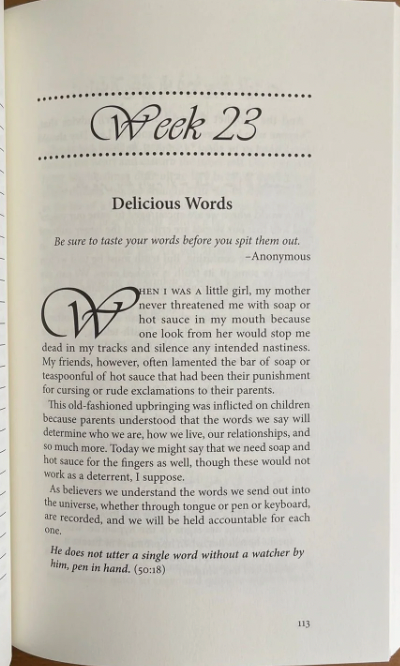 Week 23
Delicious Words
Be sure to taste your words before you spit them out.
–Anonymous
WHEN I WAS A little girl, my mother
never threatened me with soap or
hot sauce in my mouth because
one look from her would stop me
dead in my tracks and silence any intended nastiness.
My friends, however, often lamented the bar of soap or
teaspoonful of hot sauce that had been their punishment
for cursing or rude exclamations to their parents.
This old-fashioned upbringing was inflicted on children
because parents understood that the words we say will
determine who we are, how we live, our relationships, and
so much more. Today we might say that we need soap and
hot sauce for the fingers as well, though these would not
work as a deterrent, I suppose.
As believers we understand the words we send out into
the universe, whether through tongue or pen or keyboard,
are recorded, and we will be held accountable for each
one.
He does not utter a single word without a watcher by
him, pen in hand. (50:18)
113